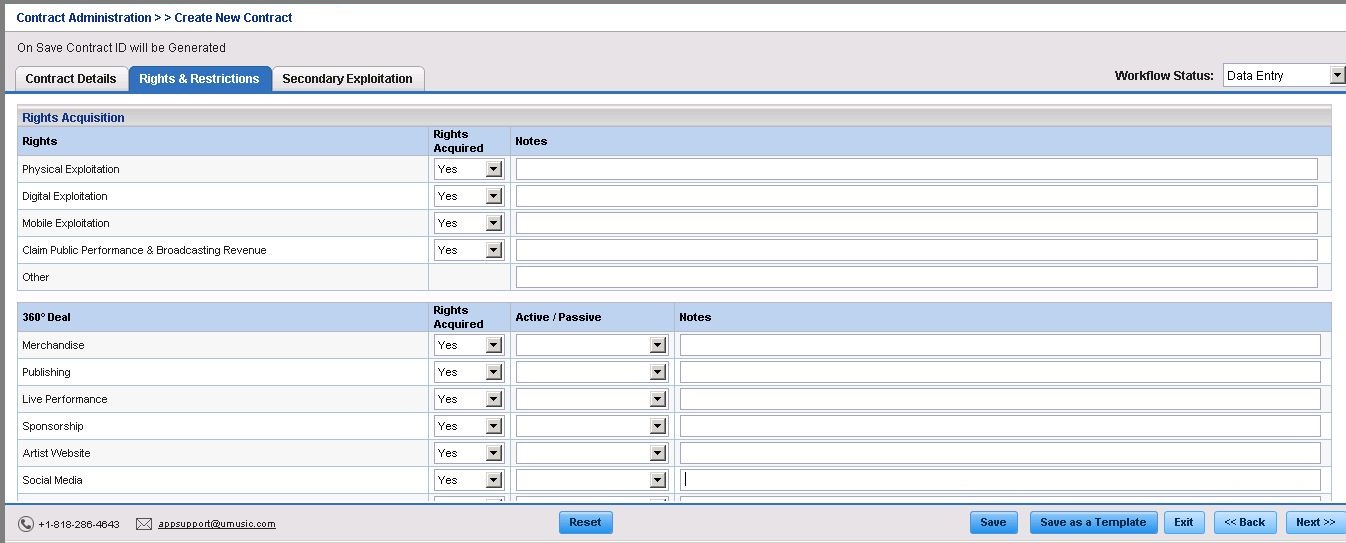 Contract Administration > > Create New Contract
On Save Contract ID will be Generated
Contract Details Rights & Restrictions Secondary Exploitation Workflow Status: Data Entry
Rights Acquisition
Rights Rights Acquired Notes
Physical Exploitation Yes
Digital Exploitation Yes
Mobile Exploitation Yes
Claim Public Performance & Broadcasting Revenue Yes
Other
360° Deal Rights Acquired Active / Passive Notes
Merchandise Yes
Publishing Yes
Live Performance Yes
Sponsorship Yes
Artist Website Yes
Social Media Yes
+1-818-286-4643 appsupport@umusic.com Reset Save Save as a Template Exit << Back Next >>